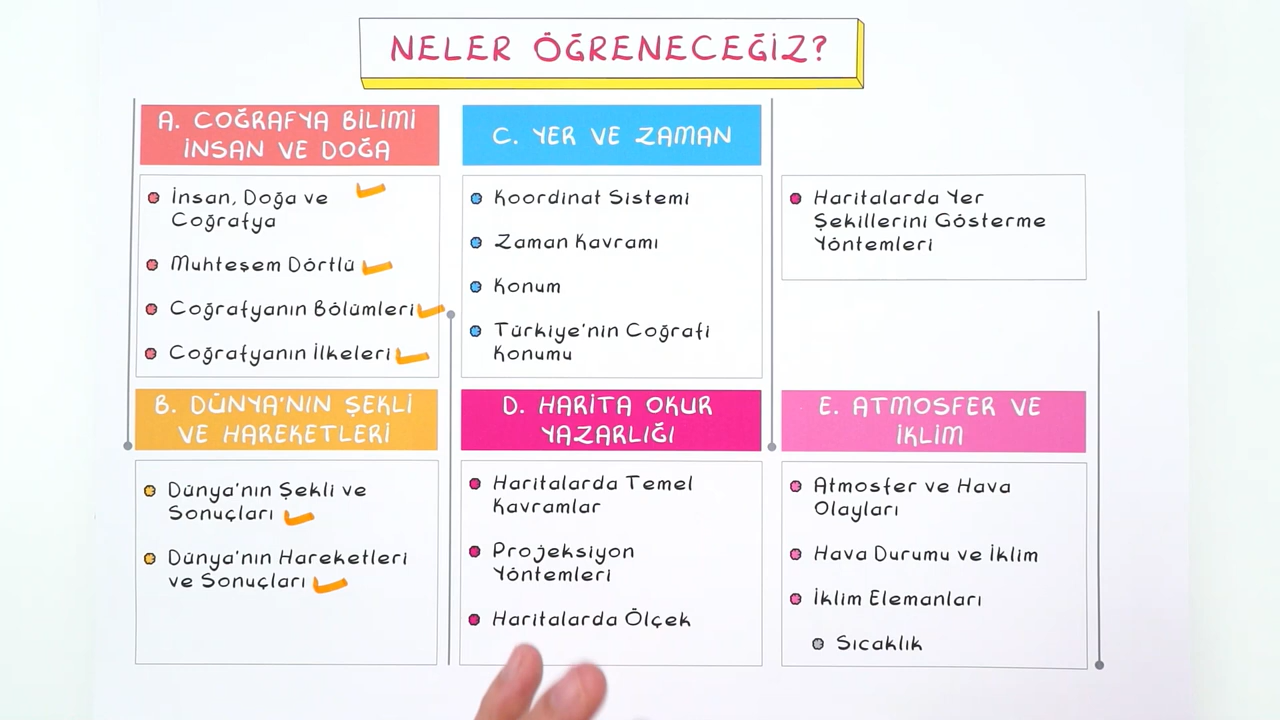 NELER ÖĞRENECEĞİZ?
A. COĞRAFYA BİLİMİ
İNSAN VE DOĞA
İnsan, Doğa ve
Coğrafya
Muhteşem Dörtlü
Coğrafyanın Bölümleri
Coğrafyanın İlkeleri
B. DÜNYA'NIN ŞEKLİ
VE HAREKETLERİ
Dünya'nın Şekli ve
Sonuçları
Dünya'nın Hareketleri
ve Sonuçları
C. YER VE ZAMAN
Koordinat Sistemi
Zaman Kavramı
Konum
Türkiye'nin Coğrafi
Konumu
D. HARİTA OKUR
YAZARLIĞI
Haritalarda Temel
Kavramlar
Projeksiyon
Yöntemleri
Haritalarda Ölçek
Haritalarda Yer
Şekillerini Gösterme
Yöntemleri
E. ATMOSFER VE
İKLİM
Atmosfer ve Hava
Olayları
Hava Durumu ve İklim
İklim Elemanları
Sıcaklık